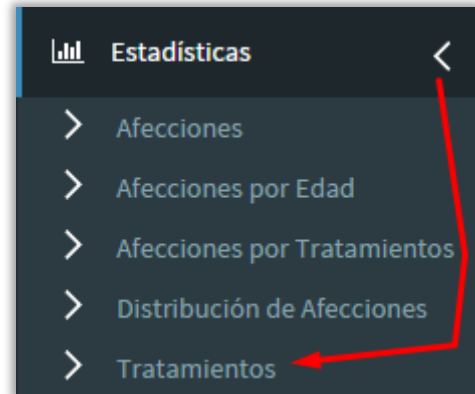 Estadísticas
Afecciones
Afecciones por Edad
Afecciones por Tratamientos
Distribución de Afecciones
Tratamientos